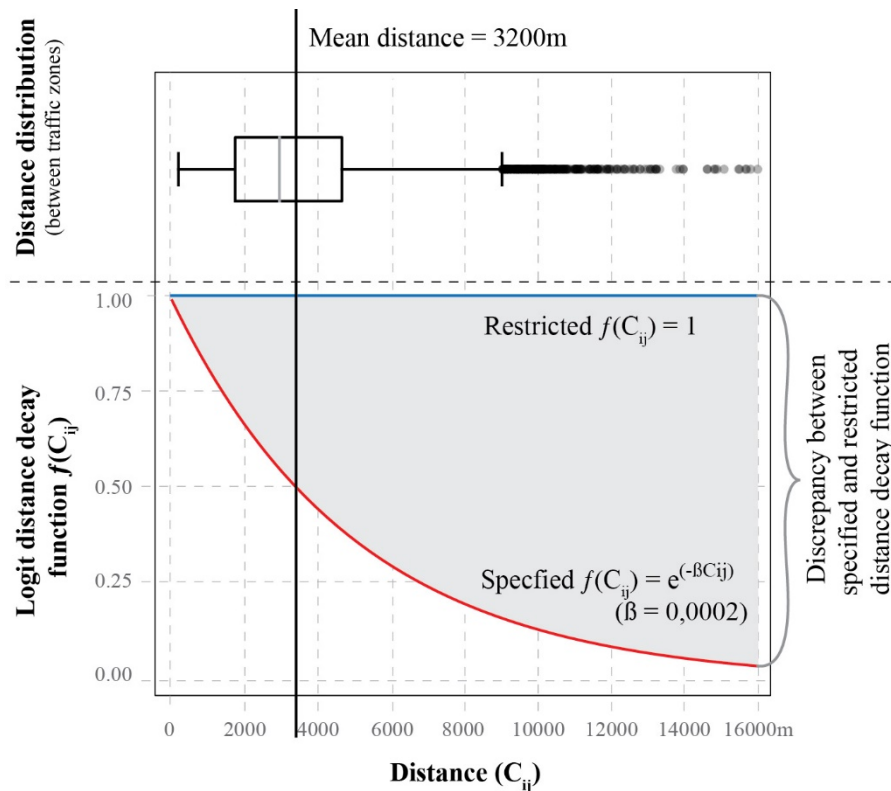 Mean distance = 3200m
Distance distribution
(between traffic zones)
1.00
0.75
0.50
0.25
0.00
Logit distance decay
function f(Cij)
Restricted f(Cij) = 1
Specfied f(Cij) = e(-ßCij)
(ß = 0,0002)
Discrepancy between
specified and restricted
distance decay function
0 2000 4000 6000 8000 10000 12000 14000 16000m
Distance (Cij)